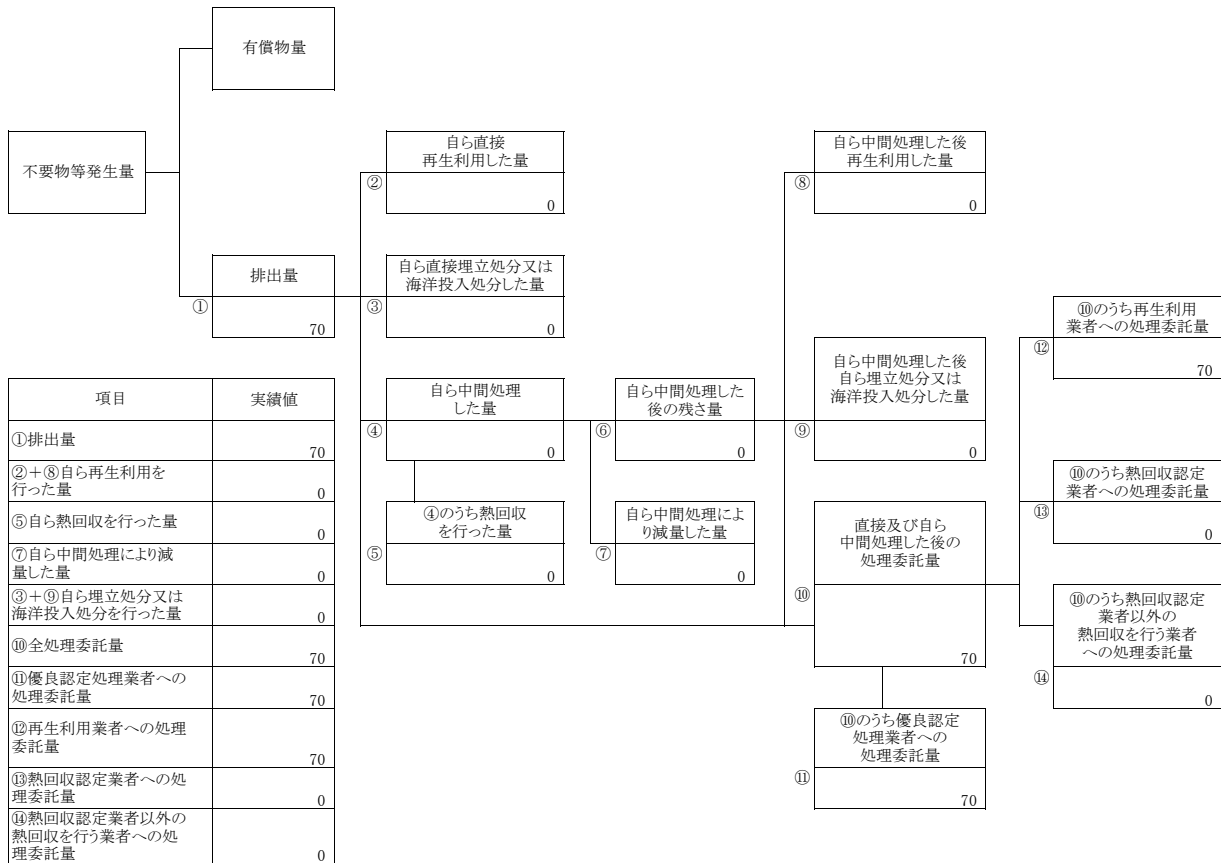 有償物量
不要物等発生量
自ら直接
再生利用した量
②
0
自ら中間処理した後
再生利用した量
⑧
0
排出量
①
70
自ら直接埋立処分又は
海洋投入処分した量
③
0
⑩のうち再生利用
業者への処理委託量
⑫
70
自ら中間処理
した量
④
0
自ら中間処理した
後の残さ量
⑥
0
自ら中間処理した後
自ら埋立処分又は
海洋投入処分した量
⑨
0
⑩のうち熱回収認定
業者への処理委託量
⑬
0
④のうち熱回収
を行った量
⑤
0
自ら中間処理によ
り減量した量
⑦
0
直接及び自ら
中間処理した後の
処理委託量
⑩
70
⑩のうち熱回収認定
業者以外の
熱回収を行う業者
への処理委託量
⑭
0
⑩のうち優良認定
処理業者への
処理委託量
⑪
70
項目 実績値
①排出量 70
②+⑧自ら再生利用を
行った量 0
⑤自ら熱回収を行った量 0
⑦自ら中間処理により減
量した量 0
③+⑨自ら埋立処分又は
海洋投入処分を行った量 0
⑩全処理委託量 70
⑪優良認定処理業者への
処理委託量 70
⑫再生利用業者への処理
委託量 70
⑬熱回収認定業者への処
理委託量 0
⑭熱回収認定業者以外の
熱回収を行う業者への処
理委託量 0